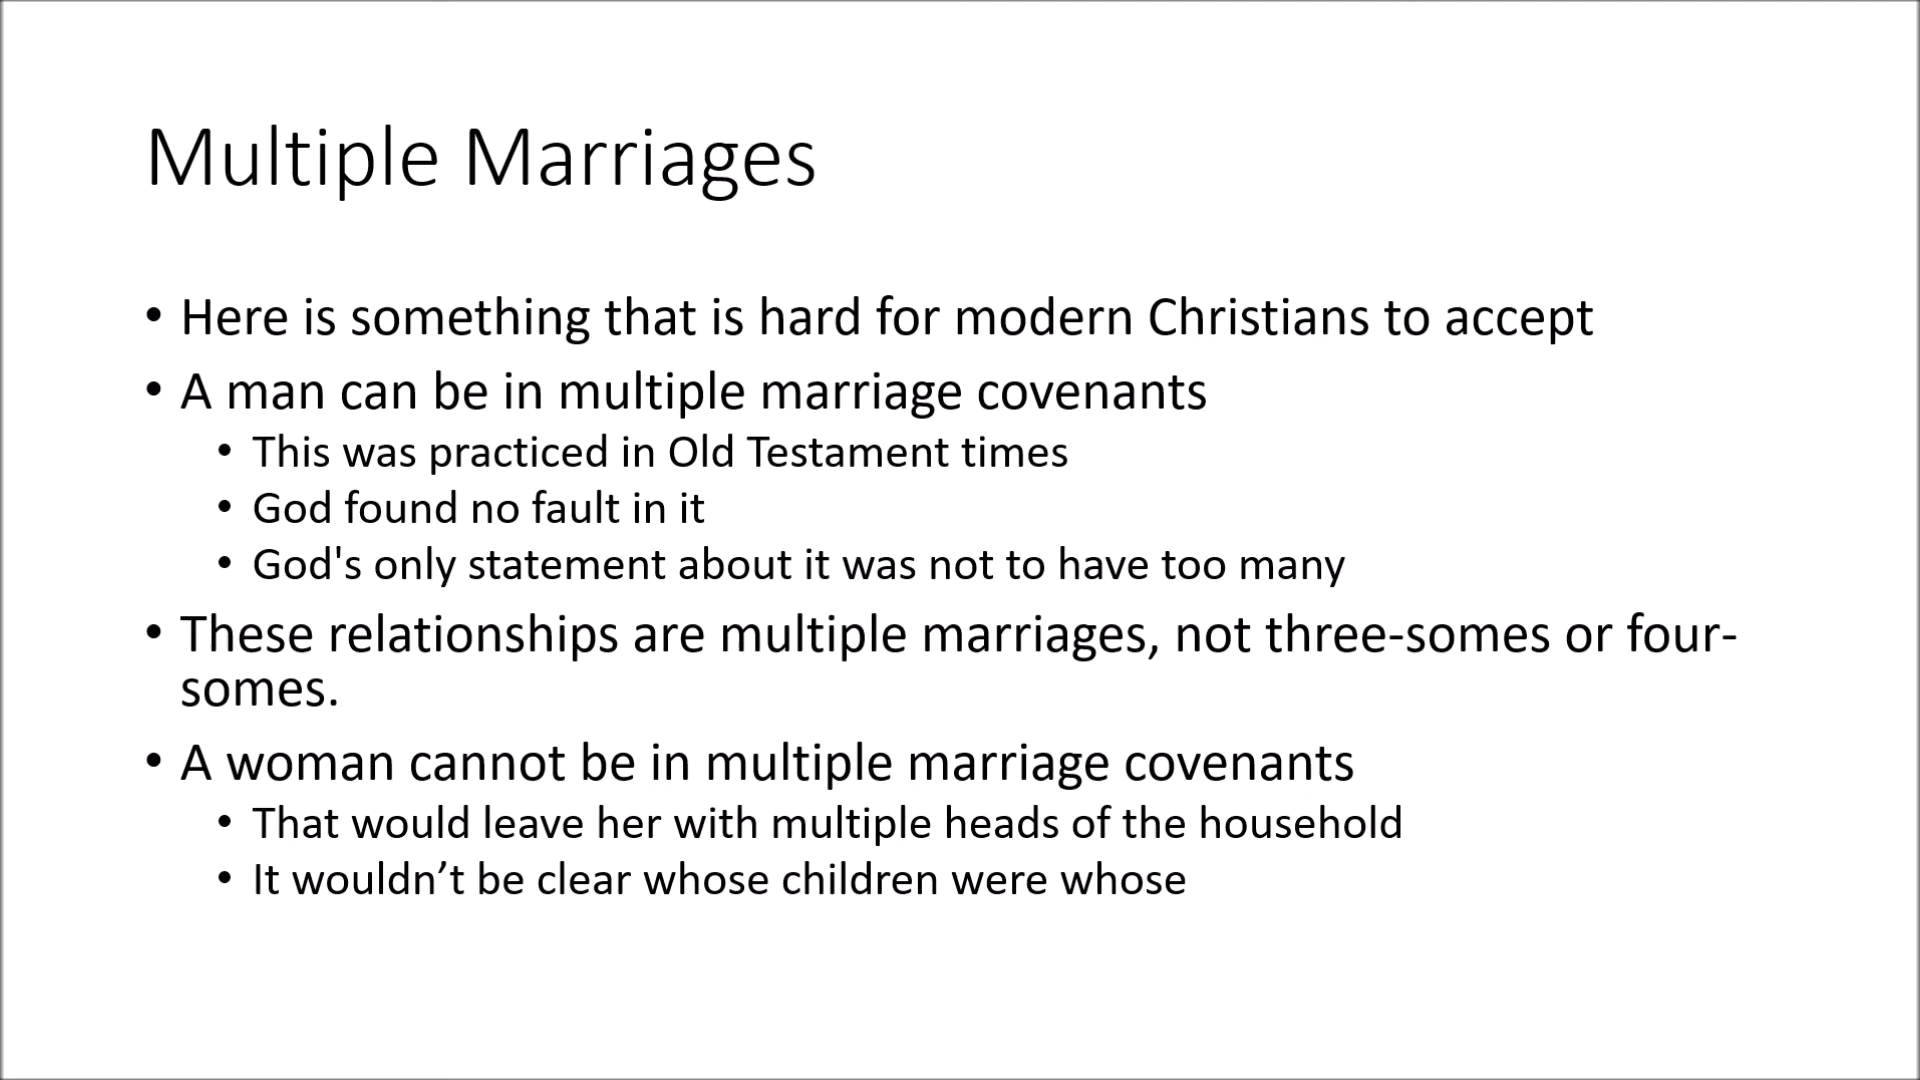 Multiple Marriages
• Here is something that is hard for modern Christians to accept
• A man can be in multiple marriage covenants
• This was practiced in Old Testament times
• God found no fault in it
• God's only statement about it was not to have too many
• These relationships are multiple marriages, not three-somes or four-
somes.
• A woman cannot be in multiple marriage covenants
• That would leave her with multiple heads of the household
• It wouldn’t be clear whose children were whose